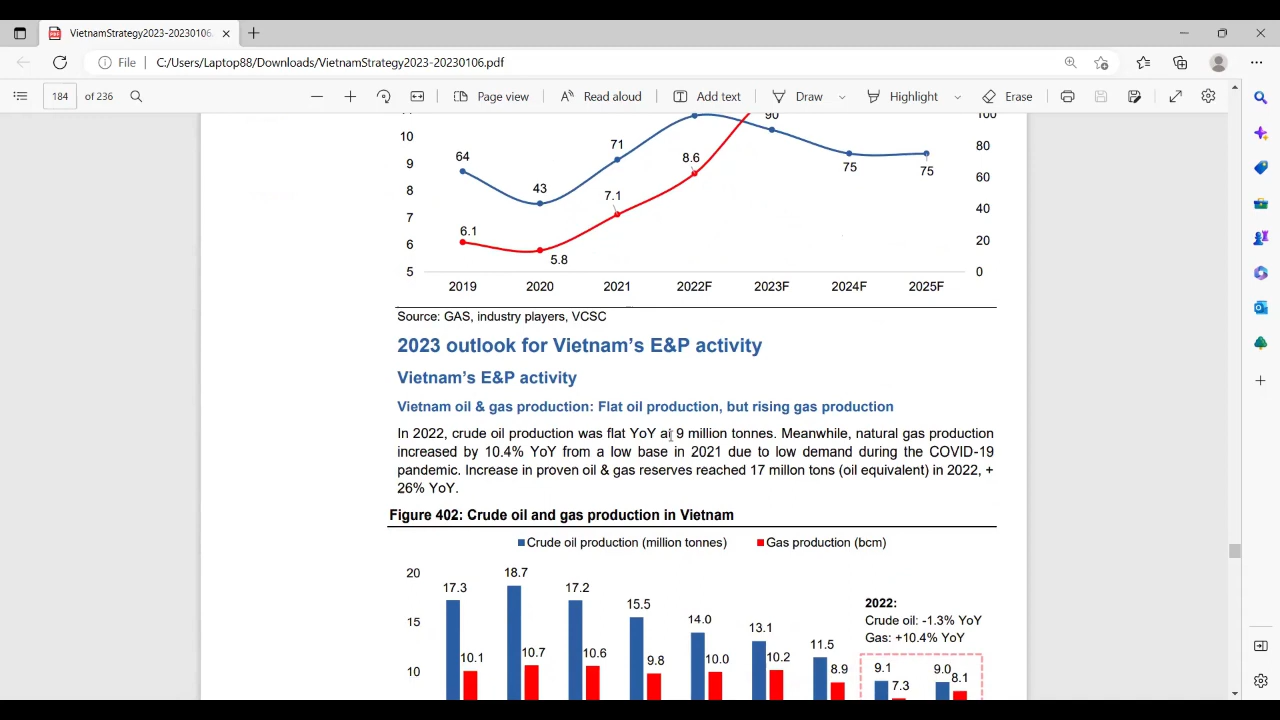 VietnamStrategy2023-20230106.
File
C:/Users/Laptop88/Downloads/VietnamStrategy2023-20230106.pdf
184 of 236
Page view
Read aloud
Add text
Draw
Highlight
Erase
10 90 100
9 64 71 8.6 80
8 43 75 75 60
7 7.1 40
6 6.1 20
5 5.8 0
2019 2020 2021 2022F 2023F 2024F 2025F
Source: GAS, industry players, VCSC
2023 outlook for Vietnam's E&P activity
Vietnam's E&P activity
Vietnam oil & gas production: Flat oil production, but rising gas production
In 2022, crude oil production was flat YoY at 9 million tonnes. Meanwhile, natural gas production
increased by 10.4% YoY from a low base in 2021 due to low demand during the COVID-19
pandemic. Increase in proven oil & gas reserves reached 17 millon tons (oil equivalent) in 2022, +
26% YoY.
Figure 402: Crude oil and gas production in Vietnam
Crude oil production (million tonnes) Gas production (bcm)
20 17.3 18.7 17.2
15 15.5 14.0 13.1 11.5
10 10.1 10.7 10.6 9.8 10.0 10.2 8.9 9.1 7.3 9.0 8.1
2022:
Crude oil: -1.3% YoY
Gas: +10.4% YoY